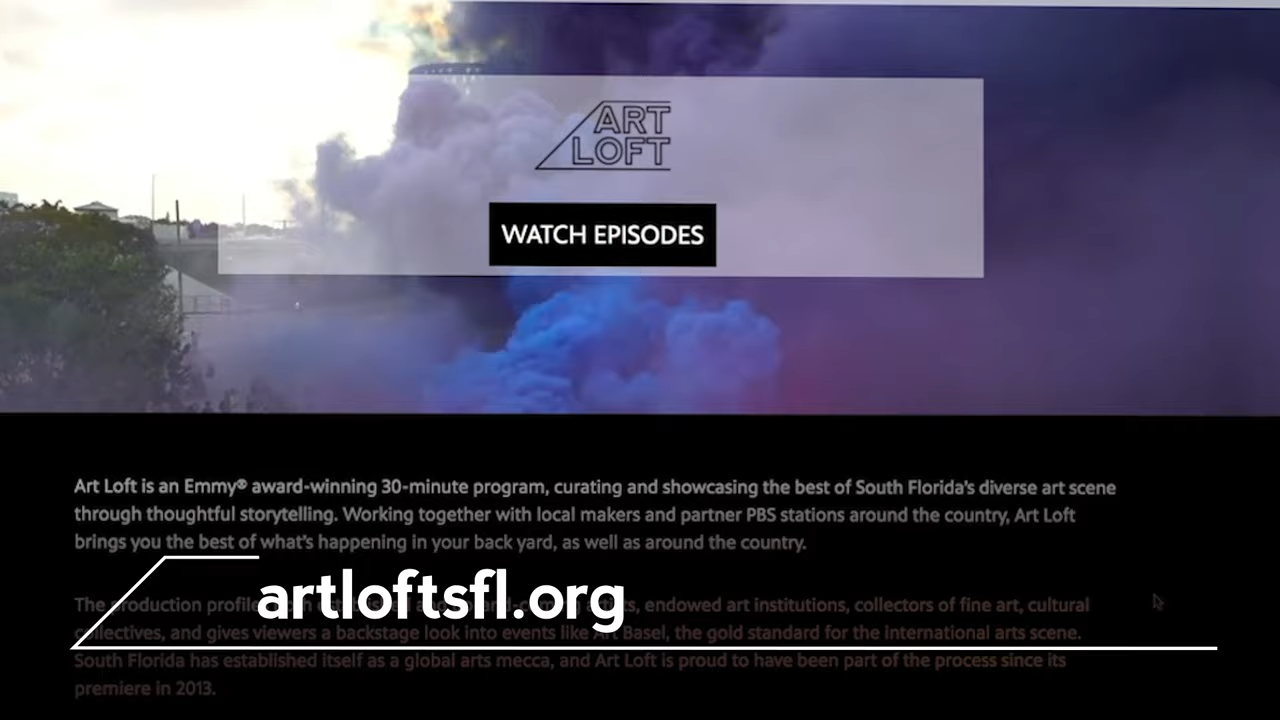 ART
LOFT
WATCH EPISODES
Art Loft is an Emmy® award-winning 30-minute program, curating and showcasing the best of South Florida's diverse art scene
through thoughtful storytelling. Working together with local makers and partner PBS stations around the country, Art Loft
brings you the best of what's happening in your back yard, as well as around the country.
artloftsfl.org
The production endowed art institutions, collectors of fine art, cultural
collectives, and gives viewers a backstage look into events like Art Basel, the gold standard for the international arts scene.
South Florida has established itself as a global arts mecca, and Art Loft is proud to have been part of the process since its
premiere in 2013.